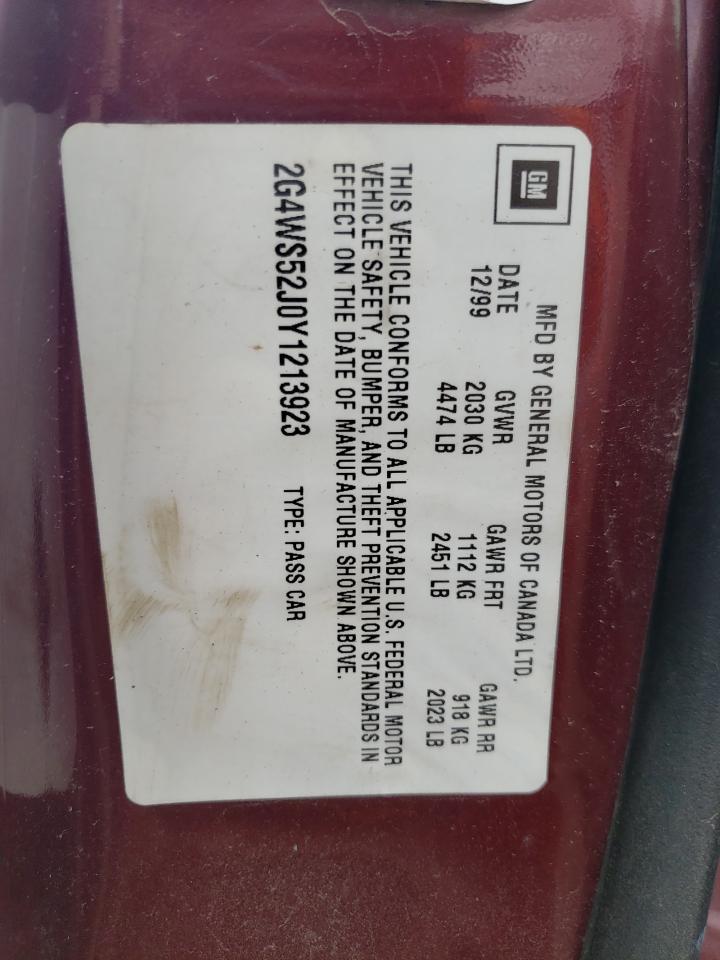 GM
MFD BY GENERAL MOTORS OF CANADA LTD.
DATE GVWR GAWR FRT GAWR RR
12/99 2030 KG 1112 KG 918 KG
4474 LB 2451 LB 2023 LB
THIS VEHICLE CONFORMS TO ALL APPLICABLE U.S. FEDERAL MOTOR
VEHICLE SAFETY, BUMPER, AND THEFT PREVENTION STANDARDS IN
EFFECT ON THE DATE OF MANUFACTURE SHOWN ABOVE.
2G4WS52J0Y1213923 TYPE: PASS CAR